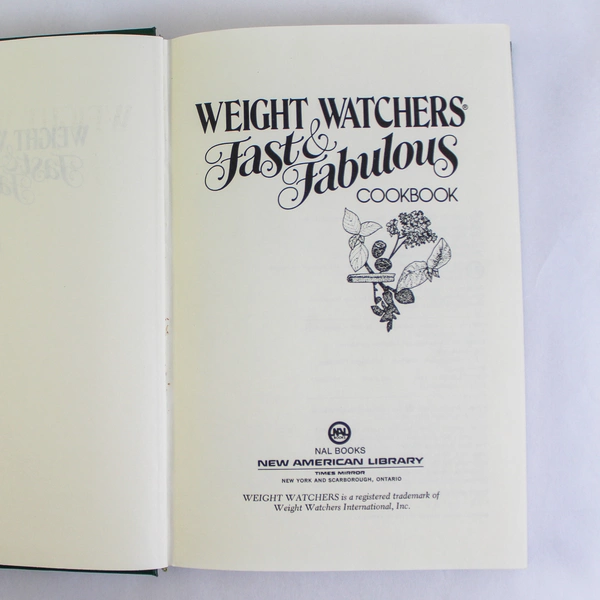 WEIGHT WATCHERS®
Fast & Fabulous
COOKBOOK
NAL
NAL BOOKS
NEW AMERICAN LIBRARY
TIMES MIRROR
NEW YORK AND SCARBOROUGH, ONTARIO
WEIGHT WATCHERS is a registered trademark of
Weight Watchers International, Inc.